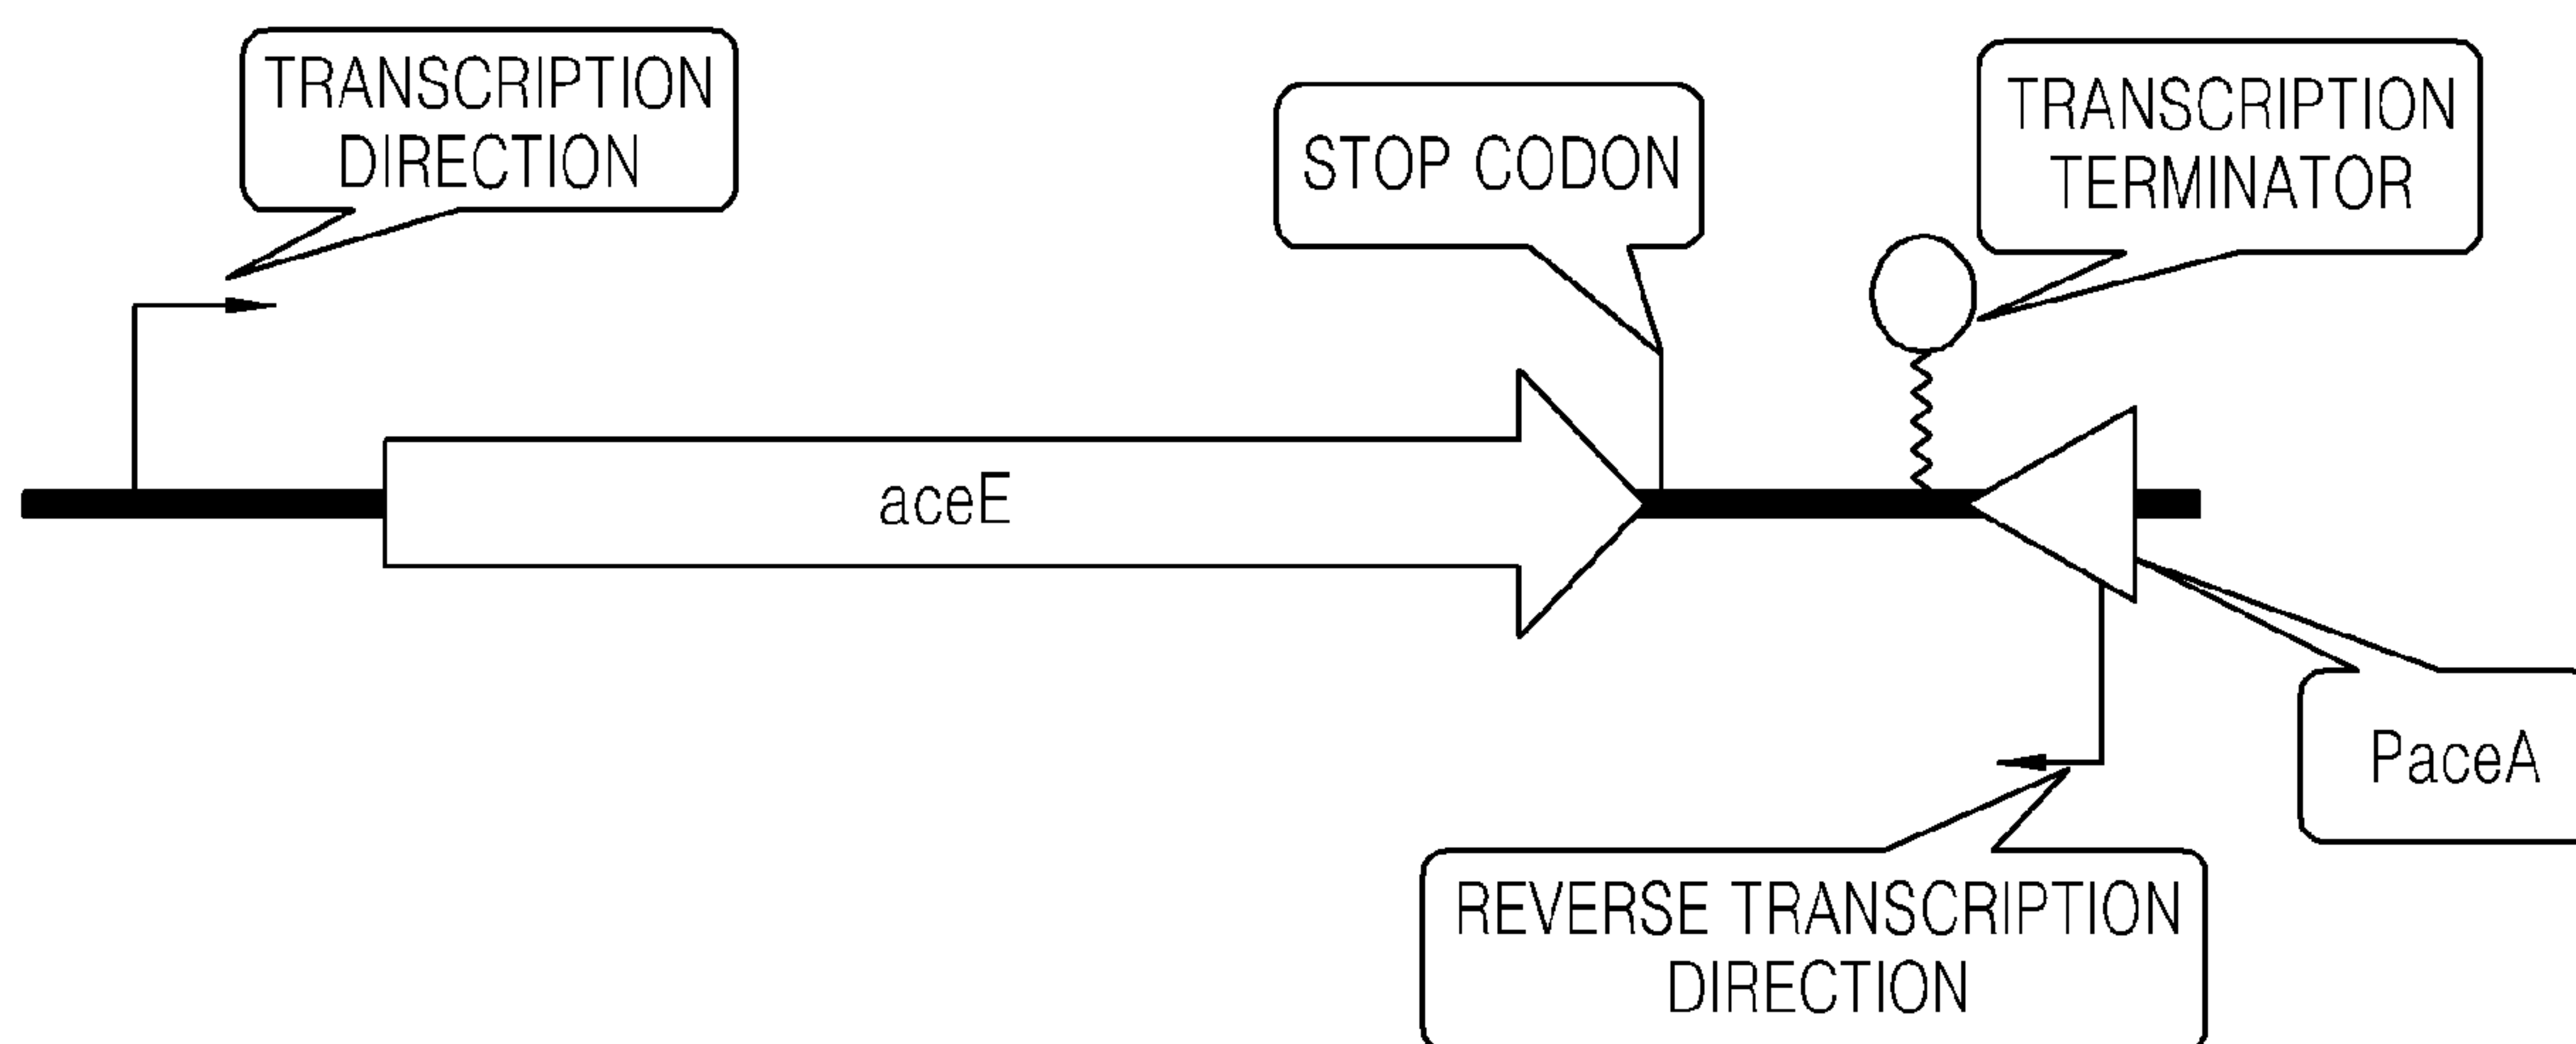 TRANSCRIPTION
DIRECTION
STOP CODON
TRANSCRIPTION
TERMINATOR
aceE
PaceA
REVERSE TRANSCRIPTION
DIRECTION